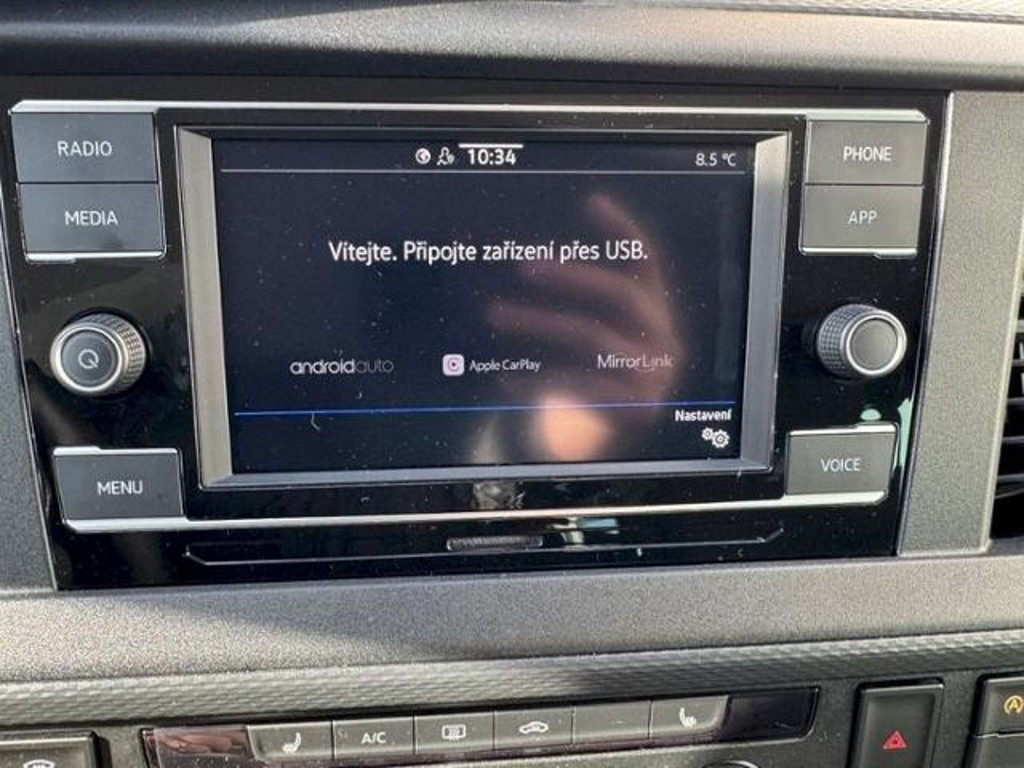 RADIO
10:34
8.5 °C
PHONE
MEDIA
APP
Vítejte. Připojte zařízení přes USB.
androidauto
Apple CarPlay
MirrorLink
Nastavení
MENU
VOICE
A/C
A